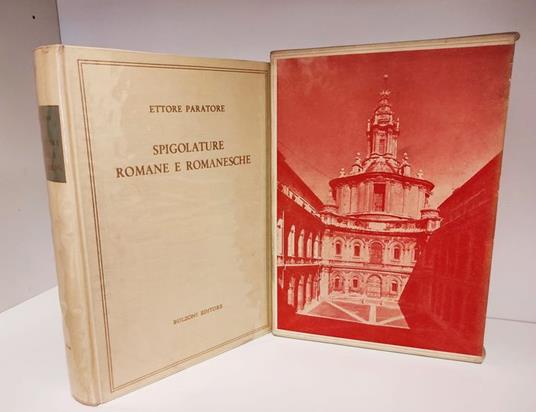 ETTORE PARATORE
SPIGOLATURE
ROMANE E ROMANESCHE
BULZONI EDITORE